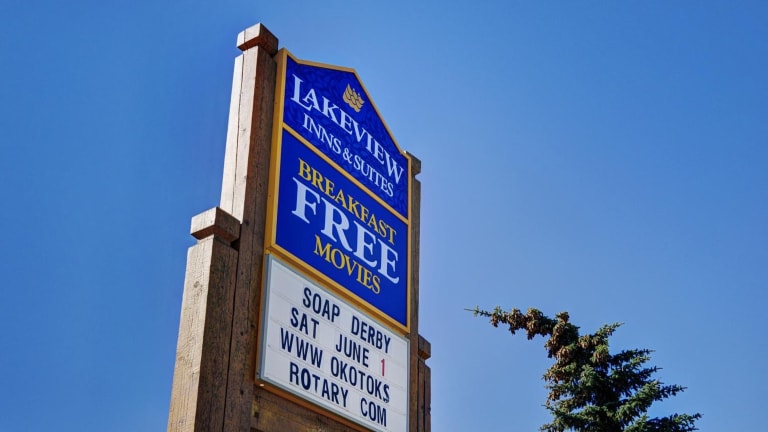 LAKEVIEW
INNS & SUITES
BREAKFAST
FREE
MOVIES
SOAP DERBY
SAT JUNE 1
WWW OKOTOKS
ROTARY COM